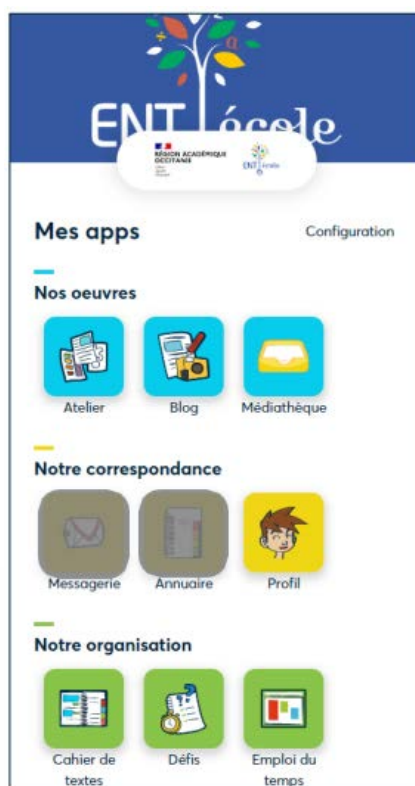 ENT école
RÉGION ACADÉMIQUE
OCCITANIE
ENT école
Mes apps
Configuration
Nos oeuvres
Atelier
Blog
Médiathèque
Notre correspondance
Messagerie
Annuaire
Profil
Notre organisation
Cahier de
textes
Défis
Emploi du
temps